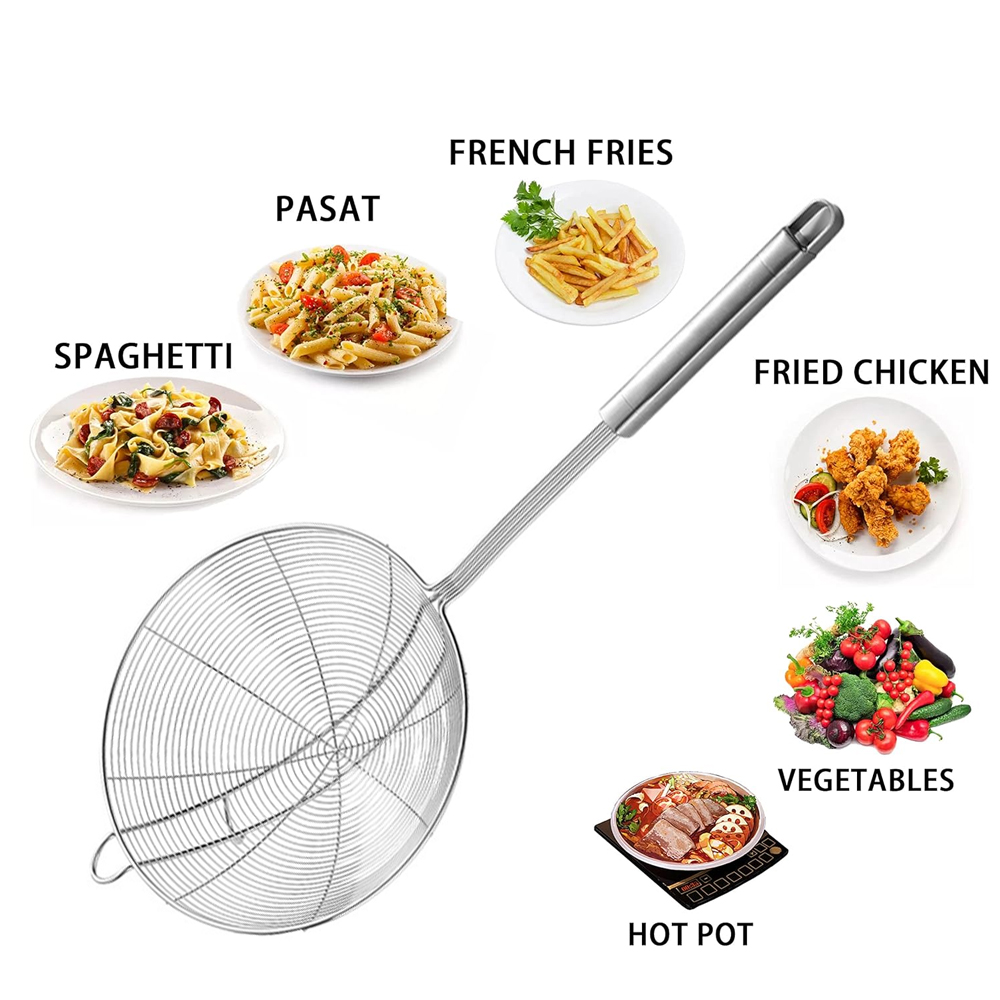 FRENCH FRIES
PASAT
SPAGHETTI
FRIED CHICKEN
VEGETABLES
HOT POT